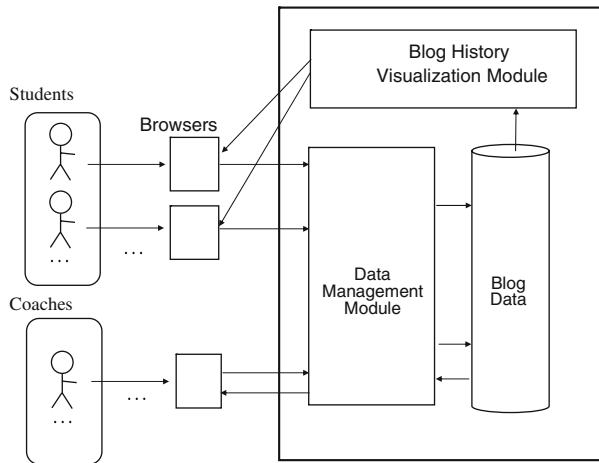 Blog History
Visualization Module
Students
Browsers
...
...
Data
Management
Module
Blog
Data
Coaches
...
...